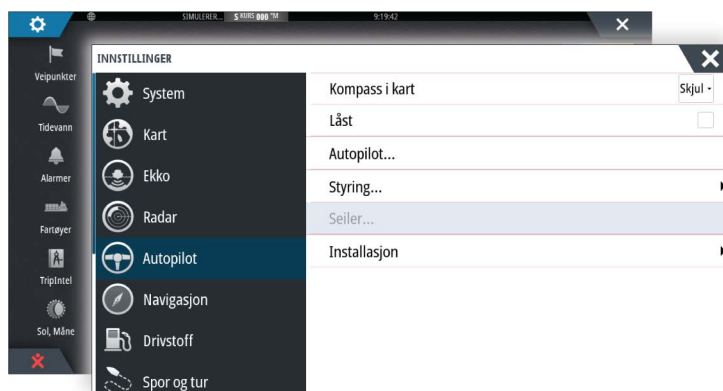 SIMULERER... S KURS 000 °M 9:19:42
Veipunkter
Tidevann
Alarmer
Fartøyer
TripIntel
Sol, Måne
INNSTILLINGER
System
Kart
Ekko
Radar
Autopilot
Navigasjon
Drivstoff
Spor og tur
Kompass i kart Skjul
Låst
Autopilot...
Styring...
Seiler...
Installasjon